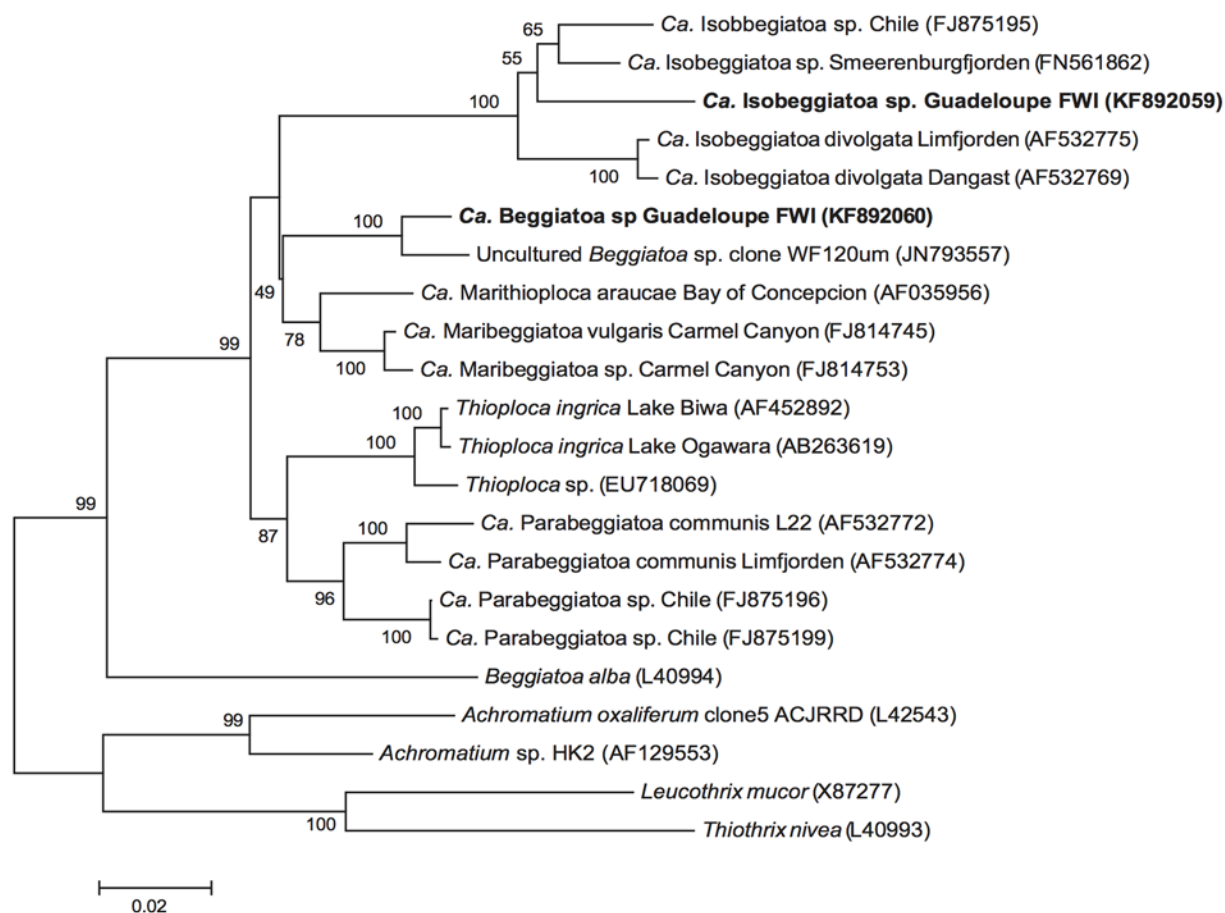 65
Ca. Isobbegiatoa sp. Chile (FJ875195)
55
Ca. Isobeggiatoa sp. Smeerenburgfjorden (FN561862)
100
Ca. Isobeggiatoa sp. Guadeloupe FWI (KF892059)
Ca. Isobeggiatoa divolgata Limfjorden (AF532775)
100
Ca. Isobeggiatoa divolgata Dangast (AF532769)
100
Ca. Beggiatoa sp Guadeloupe FWI (KF892060)
Uncultured Beggiatoa sp. clone WF120um (JN793557)
49
Ca. Marithioploca araucae Bay of Concepcion (AF035956)
99
78
Ca. Maribeggiatoa vulgaris Carmel Canyon (FJ814745)
100
Ca. Maribeggiatoa sp. Carmel Canyon (FJ814753)
100
Thioploca ingrica Lake Biwa (AF452892)
100
Thioploca ingrica Lake Ogawara (AB263619)
Thioploca sp. (EU718069)
99
87
100
Ca. Parabeggiatoa communis L22 (AF532772)
Ca. Parabeggiatoa communis Limfjorden (AF532774)
96
Ca. Parabeggiatoa sp. Chile (FJ875196)
100
Ca. Parabeggiatoa sp. Chile (FJ875199)
Beggiatoa alba (L40994)
99
Achromatium oxaliferum clone5 ACJRRD (L42543)
Achromatium sp. HK2 (AF129553)
Leucothrix mucor (X87277)
100
Thiothrix nivea (L40993)
0.02